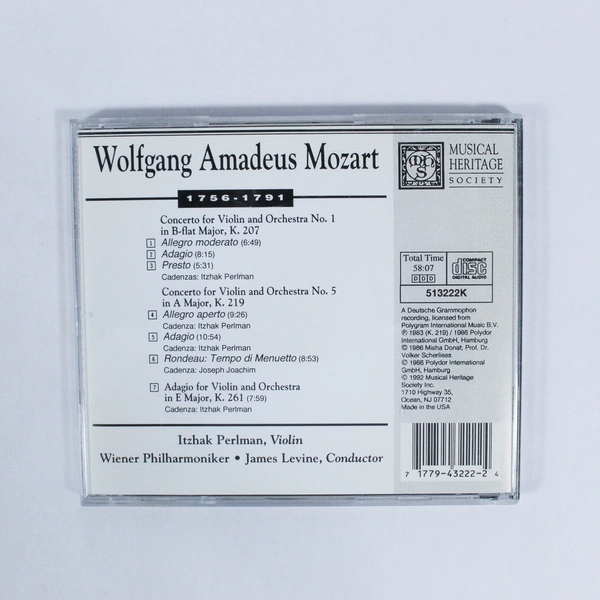 Wolfgang Amadeus Mozart
1756-1791
Concerto for Violin and Orchestra No. 1
in B-flat Major, K. 207
1 Allegro moderato (6:49)
2 Adagio (8:15)
3 Presto (5:31)
Cadenzas: Itzhak Perlman
Concerto for Violin and Orchestra No. 5
in A Major, K. 219
4 Allegro aperto (9:26)
Cadenza: Itzhak Perlman
5 Adagio (10:54)
Cadenza: Itzhak Perlman
6 Rondeau: Tempo di Menuetto (8:53)
Cadenza: Joseph Joachim
7 Adagio for Violin and Orchestra
in E Major, K. 261 (7:59)
Cadenza: Itzhak Perlman
Itzhak Perlman, Violin
Wiener Philharmoniker • James Levine, Conductor
MHS
MUSICAL
HERITAGE
SOCIETY
Total Time
58:07
DDD
COMPACT
disc
DIGITAL AUDIO
513222K
A Deutsche Grammophon
recording, licensed from
Polygram International Music B.V.
℗ 1983 (K. 219) / 1986 Polydor
International GmbH, Hamburg
© 1986 Misha Donat; Prof. Dr.
Volker Scherliess
© 1986 Polydor International
GmbH, Hamburg
© 1992 Musical Heritage
Society Inc.
1710 Highway 35,
Ocean, NJ 07712
Made in the USA
7 1779-43222-2 4